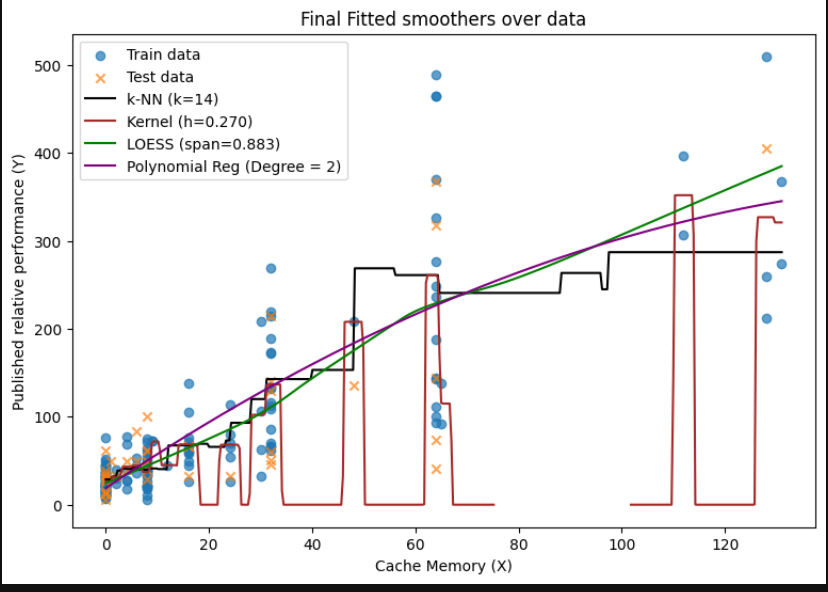 Final Fitted smoothers over data
Train data
Test data
k-NN (k=14)
Kernel (h=0.270)
LOESS (span=0.883)
Polynomial Reg (Degree = 2)
Published relative performance (Y)
500
400
300
200
100
0
0 20 40 60 80 100 120
Cache Memory (X)